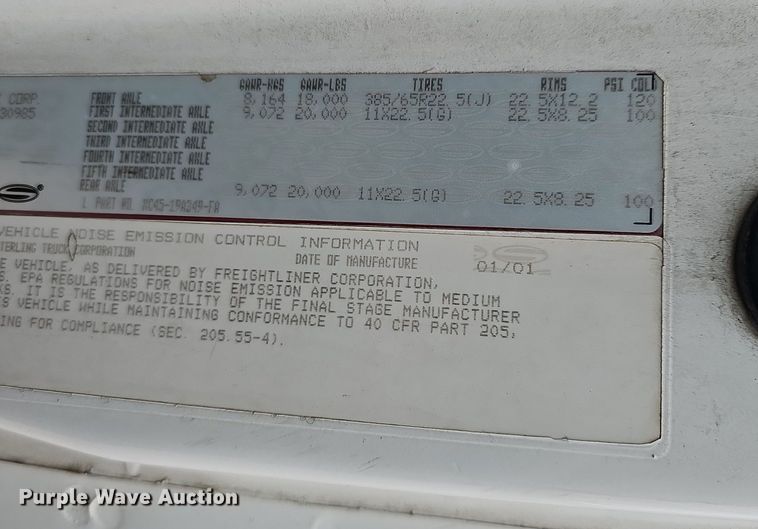 GAWR-KGS GAWR-LBS TIRES RIMS PSI COLD
CORP. FRONT AXLE 8,164 18,000 385/65R22.5(J) 22.5X12.2 120
30985 FIRST INTERMEDIATE AXLE 9,072 20,000 11X22.5(G) 22.5X8.25 100
SECOND INTERMEDIATE AXLE
THIRD INTERMEDIATE AXLE
FOURTH INTERMEDIATE AXLE
FIFTH INTERMEDIATE AXLE
REAR AXLE 9,072 20,000 11X22.5(G) 22.5X8.25 100
L PART NO. XC45-19A349-FA
VEHICLE NOISE EMISSION CONTROL INFORMATION
STERLING TRUCK CORPORATION DATE OF MANUFACTURE 01/01
VEHICLE, AS DELIVERED BY FREIGHTLINER CORPORATION,
EPA REGULATIONS FOR NOISE EMISSION APPLICABLE TO MEDIUM
IT IS THE RESPONSIBILITY OF THE FINAL STAGE MANUFACTURER
VEHICLE WHILE MAINTAINING CONFORMANCE TO 40 CFR PART 205,
ING FOR COMPLIANCE (SEC. 205.55-4).
Purple Wave Auction